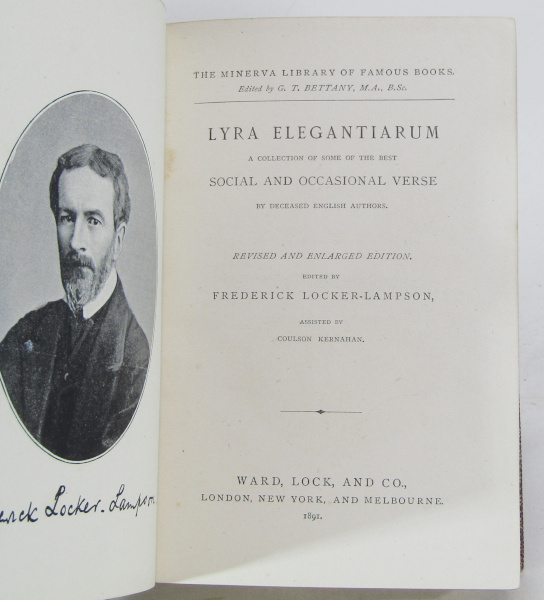 THE MINERVA LIBRARY OF FAMOUS BOOKS.
Edited by G. T. BETTANY, M.A., B.Sc.
LYRA ELEGANTIARUM
A COLLECTION OF SOME OF THE BEST
SOCIAL AND OCCASIONAL VERSE
BY DECEASED ENGLISH AUTHORS.
REVISED AND ENLARGED EDITION.
EDITED BY
FREDERICK LOCKER-LAMPSON,
ASSISTED BY
COULSON KERNAHAN.
WARD, LOCK, AND CO.,
LONDON, NEW YORK, AND MELBOURNE.
1891.
Locker-Lampson